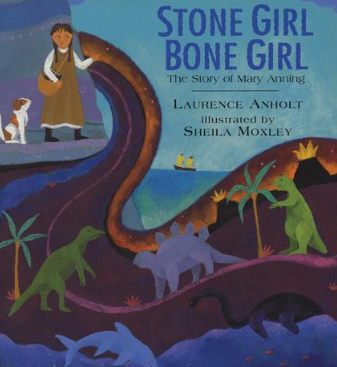 STONE GIRL
BONE GIRL
The Story of Mary Anning
LAURENCE ANHOLT
illustrated by
SHEILA MOXLEY